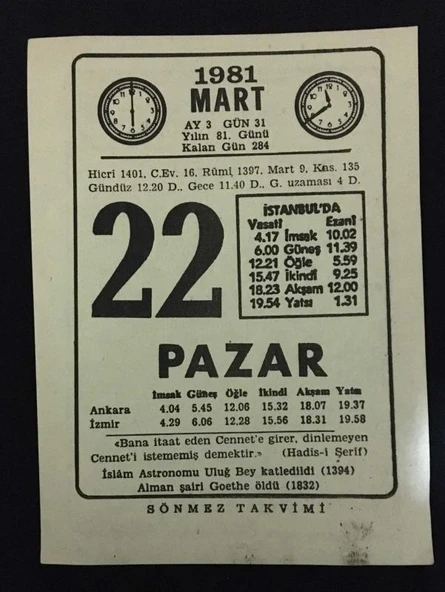 1981
MART
AY 3 GÜN 31
Yılın 81. Günü
Kalan Gün 284
Hicrî 1401, C.Ev. 16, Rûmî 1397, Mart 9, Kas. 135
Gündüz 12.20 D., Gece 11.40 D., G. uzaması 4 D.
22
İSTANBUL'DA
Vasatî Ezanî
4.17 İmsak 10.02
6.00 Güneş 11.39
12.21 Öğle 5.59
15.47 İkindî 9.25
18.23 Akşam 12.00
19.54 Yatsı 1.31
PAZAR
İmsak Güneş Öğle İkindi Akşam Yatsı
Ankara 4.04 5.45 12.06 15.32 18.07 19.37
İzmir 4.29 6.06 12.28 15.56 18.31 19.58
«Bana itaat eden Cennet'e girer, dinlemeyen
Cennet'i istememiş demektir.» (Hadis-i Şerif)
İslâm Astronomu Uluğ Bey katledildi (1394)
Alman şairi Goethe öldü (1832)
SÖNMEZ TAKVİMİ